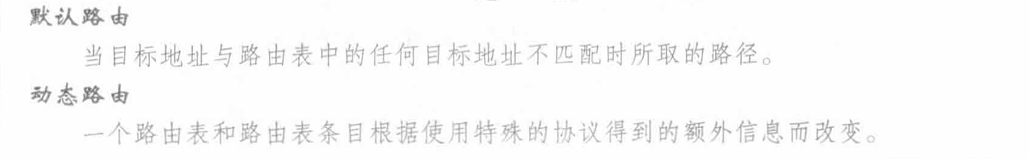 默认路由
当目标地址与路由表中的任何目标地址不匹配时所取的路径。
动态路由
一个路由表和路由表条目根据使用特殊的协议得到的额外信息而改变。